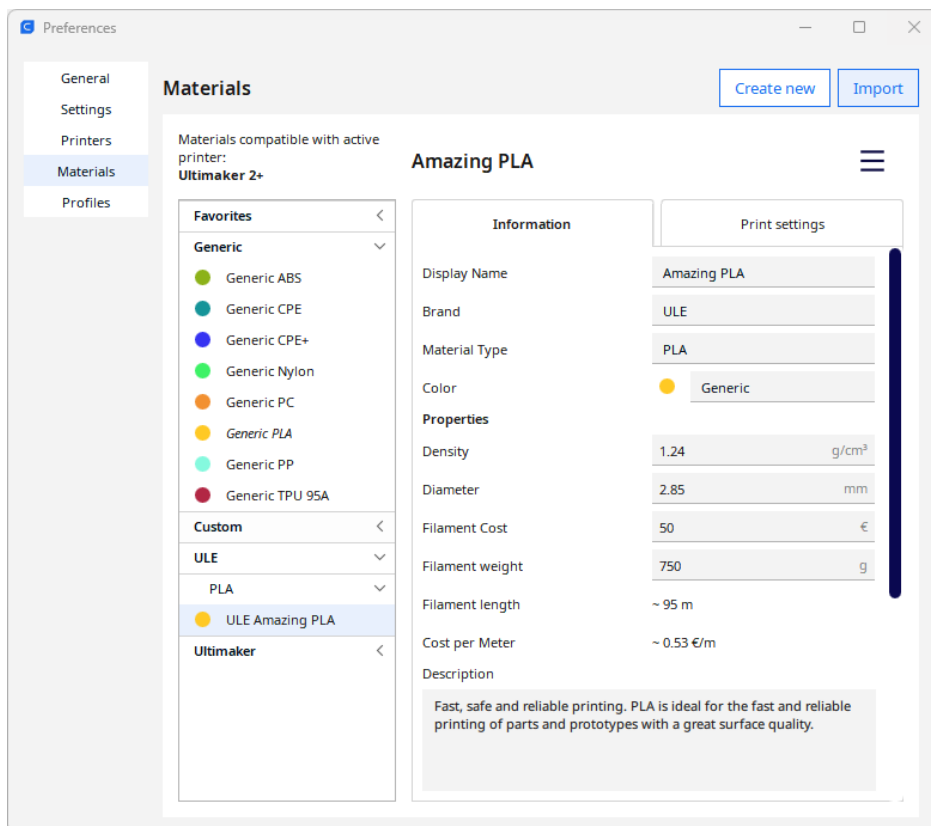 Preferences
General
Settings
Printers
Materials
Profiles
Materials
Create new
Import
Materials compatible with active
printer:
Ultimaker 2+
Favorites
Generic
Generic ABS
Generic CPE
Generic CPE+
Generic Nylon
Generic PC
Generic PLA
Generic PP
Generic TPU 95A
Custom
ULE
PLA
ULE Amazing PLA
Ultimaker
Amazing PLA
Information
Print settings
Display Name Amazing PLA
Brand ULE
Material Type PLA
Color Generic
Properties
Density 1.24 g/cm³
Diameter 2.85 mm
Filament Cost 50 €
Filament weight 750 g
Filament length ~ 95 m
Cost per Meter ~ 0.53 €/m
Description
Fast, safe and reliable printing. PLA is ideal for the fast and reliable
printing of parts and prototypes with a great surface quality.